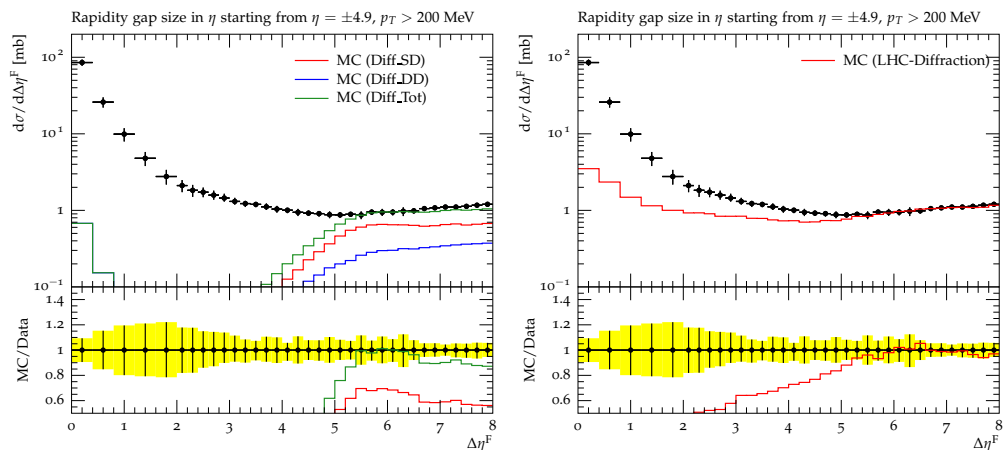 Rapidity gap size in η starting from η = ±4.9, pT > 200 MeV
dσ/dΔηF [mb]
10²
10¹
1
10⁻¹
MC (Diff_SD)
MC (Diff_DD)
MC (Diff_Tot)
MC/Data
1.4
1.2
1
0.8
0.6
0 1 2 3 4 5 6 7 8
ΔηF
Rapidity gap size in η starting from η = ±4.9, pT > 200 MeV
dσ/dΔηF [mb]
10²
10¹
1
10⁻¹
MC (LHC-Diffraction)
MC/Data
1.4
1.2
1
0.8
0.6
0 1 2 3 4 5 6 7 8
ΔηF